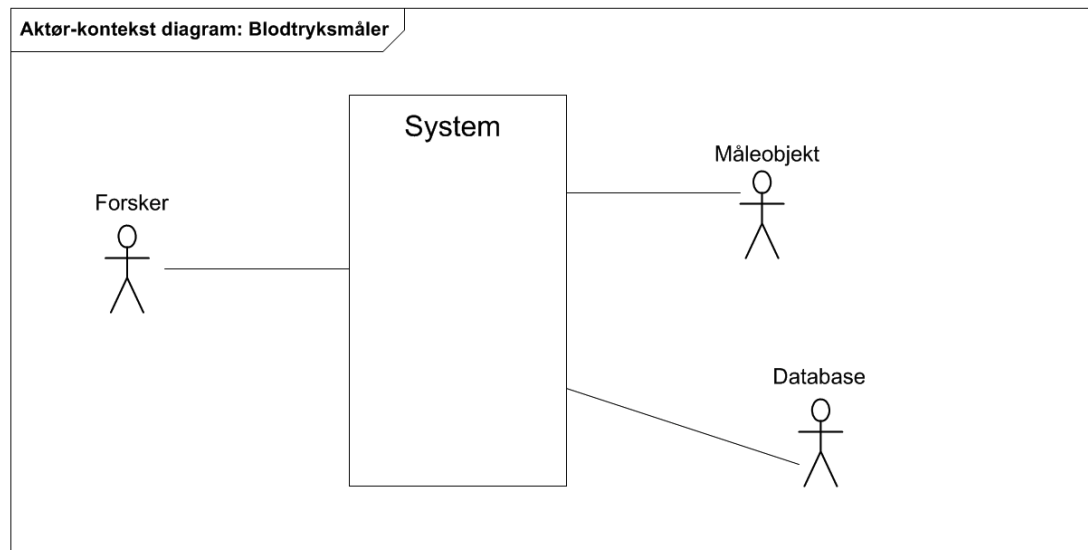 Aktør-kontekst diagram: Blodtryksmåler
System
Måleobjekt
Forsker
Database